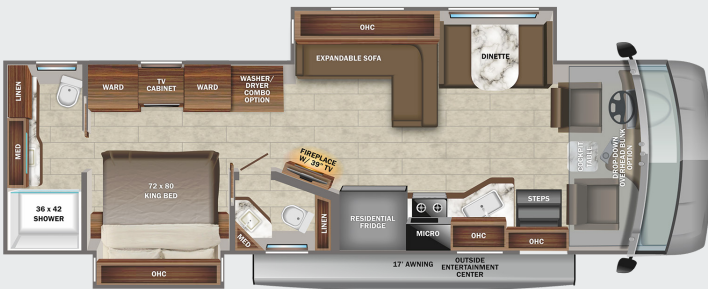 OHC
EXPANDABLE SOFA
DINETTE
LINEN
WARD
TV
CABINET
WARD
WASHER/
DRYER
COMBO
OPTION
MED
FIREPLACE
W/ 39" TV
COCKPIT
TABLE
DROP-DOWN
OVERHEAD BUNK
OPTION
72 x 80
KING BED
36 x 42
SHOWER
MED
LINEN
RESIDENTIAL
FRIDGE
MICRO
STEPS
OHC
OHC
OHC
17' AWNING
OUTSIDE
ENTERTAINMENT
CENTER